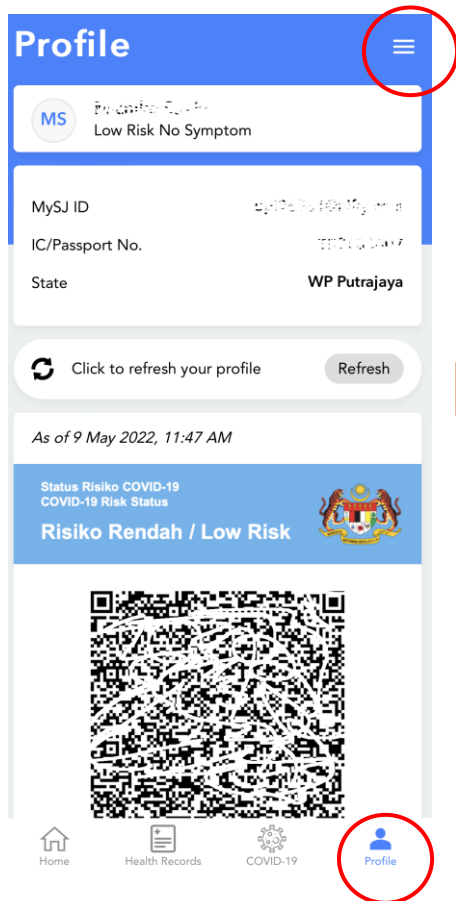 Profile
MS
Low Risk No Symptom
MySJ ID
IC/Passport No.
State WP Putrajaya
Click to refresh your profile Refresh
As of 9 May 2022, 11:47 AM
Status Risiko COVID-19
COVID-19 Risk Status
Risiko Rendah / Low Risk
Home Health Records COVID-19 Profile